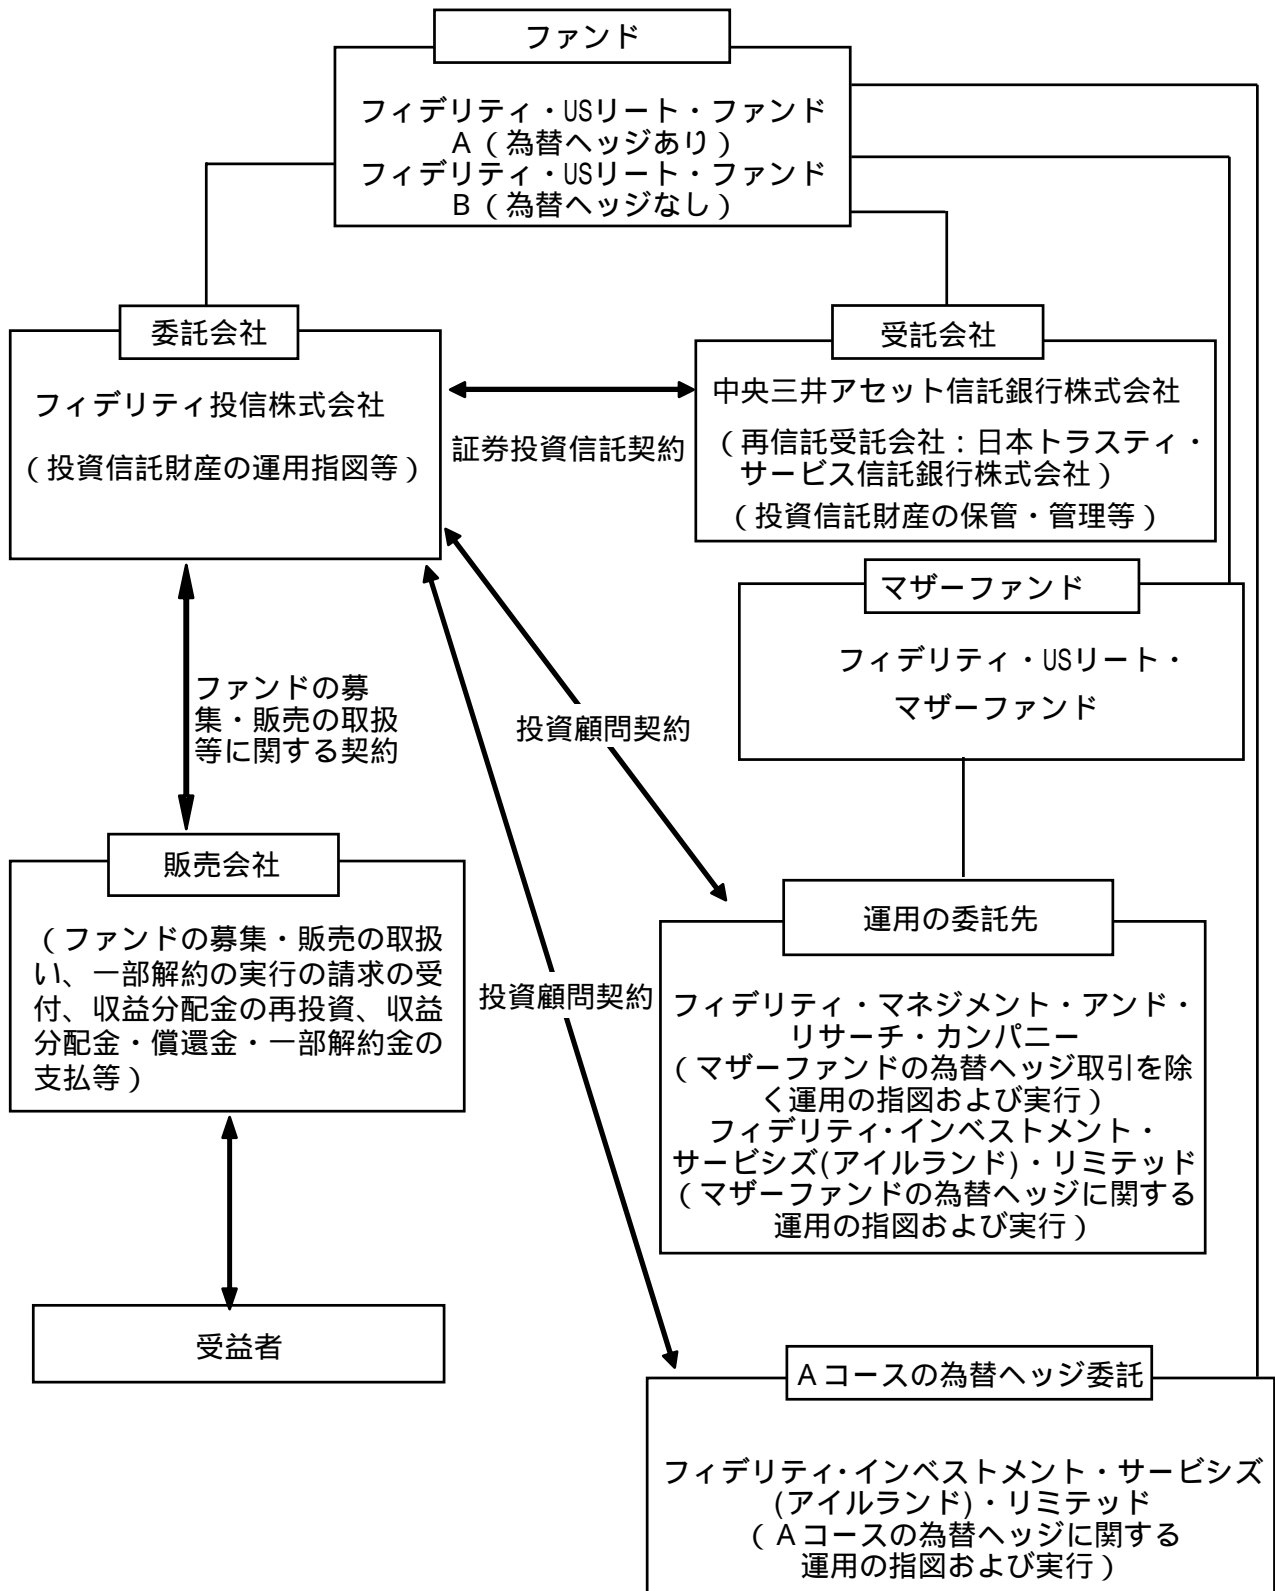 ファンド
フィデリティ・USリート・ファンド
A（為替ヘッジあり）
フィデリティ・USリート・ファンド
B（為替ヘッジなし）
委託会社
フィデリティ投信株式会社
（投資信託財産の運用指図等）
証券投資信託契約
受託会社
中央三井アセット信託銀行株式会社
（再信託受託会社：日本トラスティ・
サービス信託銀行株式会社）
（投資信託財産の保管・管理等）
マザーファンド
フィデリティ・USリート・
マザーファンド
ファンドの募
集・販売の取扱
等に関する契約
投資顧問契約
販売会社
（ファンドの募集・販売の取扱
い、一部解約の実行の請求の受
付、収益分配金の再投資、収益
分配金・償還金・一部解約金の
支払等）
投資顧問契約
運用の委託先
フィデリティ・マネジメント・アンド・
リサーチ・カンパニー
（マザーファンドの為替ヘッジ取引を除
く運用の指図および実行）
フィデリティ・インベストメント・
サービシズ(アイルランド)・リミテッド
（マザーファンドの為替ヘッジに関する
運用の指図および実行）
受益者
Aコースの為替ヘッジ委託
フィデリティ・インベストメント・サービシズ
(アイルランド)・リミテッド
（Aコースの為替ヘッジに関する
運用の指図および実行）